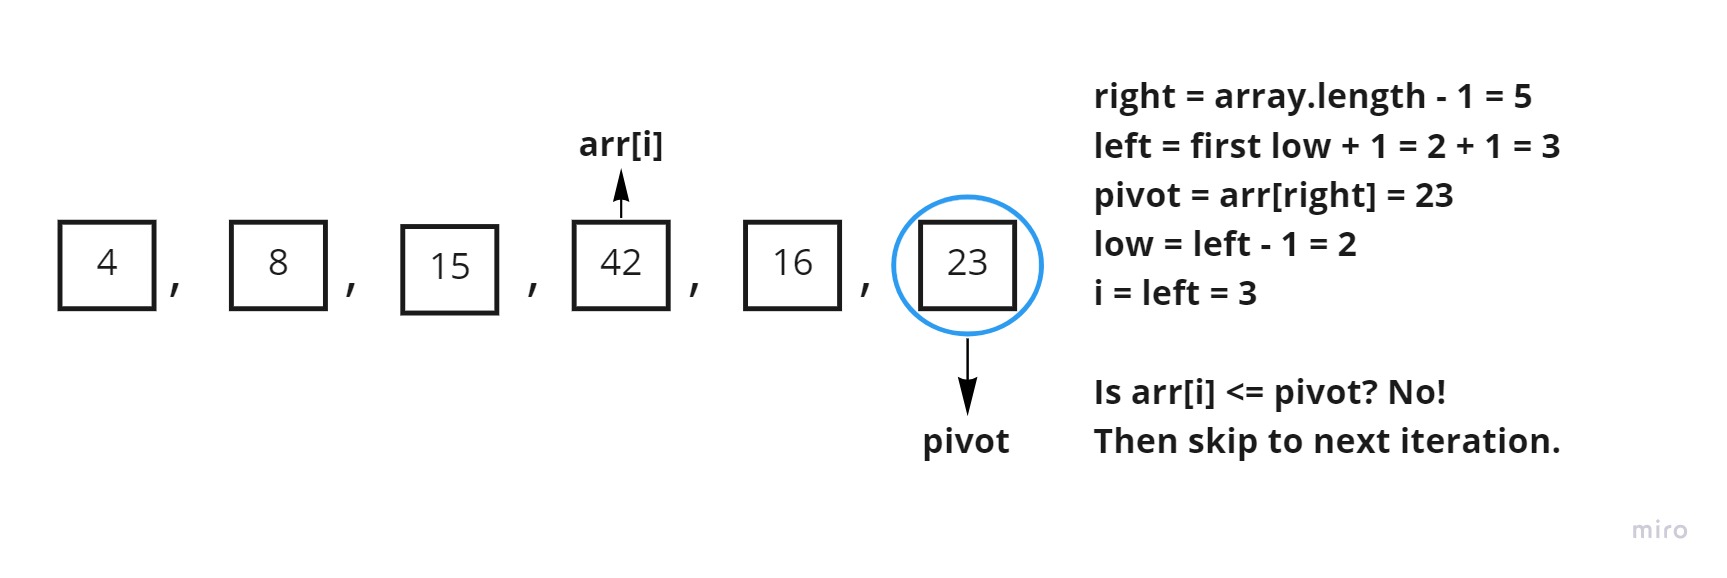 arr[i]
4 , 8 , 15 , 42 , 16 , 23
pivot
right = array.length - 1 = 5
left = first low + 1 = 2 + 1 = 3
pivot = arr[right] = 23
low = left - 1 = 2
i = left = 3
Is arr[i] <= pivot? No!
Then skip to next iteration.
miro